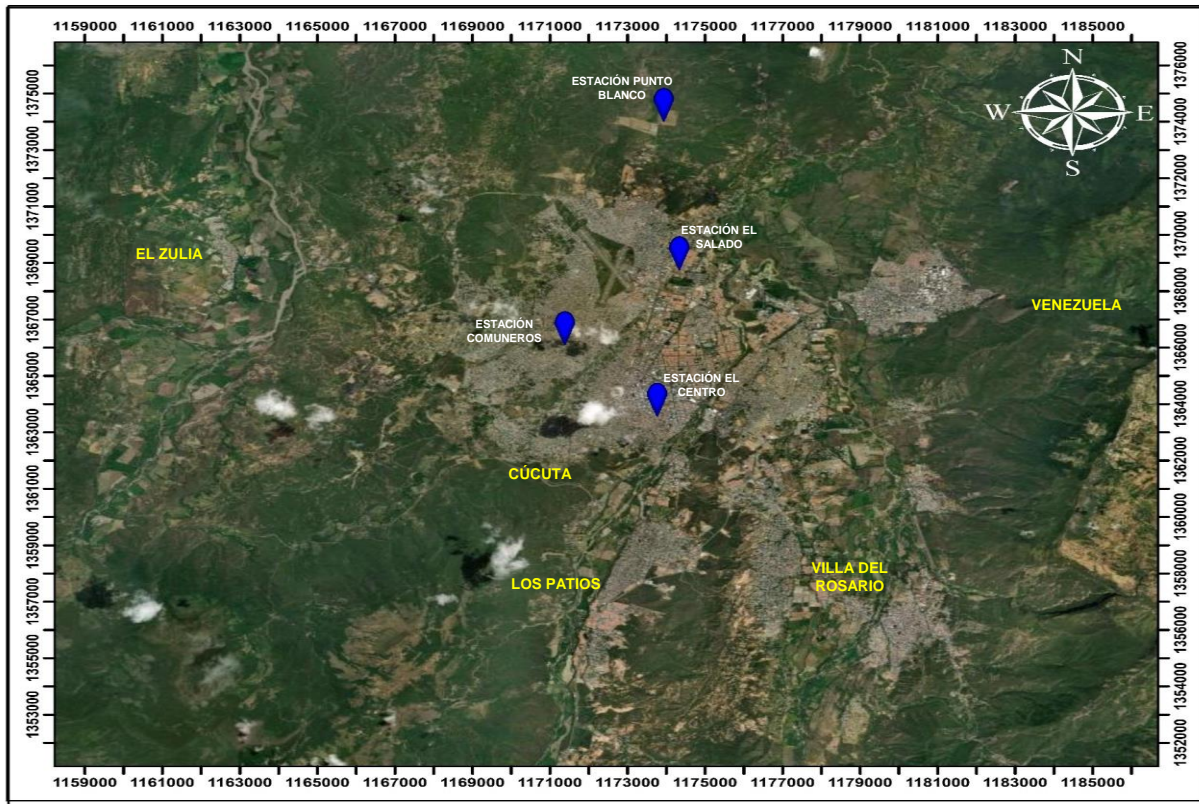 1159000 1161000 1163000 1165000 1167000 1169000 1171000 1173000 1175000 1177000 1179000 1181000 1183000 1185000
1375000
1373000
1371000
1369000
1367000
1365000
1363000
1361000
1359000
1357000
1355000
1353000
N
W
E
S
ESTACIÓN PUNTO
BLANCO
ESTACIÓN EL
SALADO
EL ZULIA
VENEZUELA
ESTACIÓN
COMUNEROS
ESTACIÓN EL
CENTRO
CÚCUTA
LOS PATIOS
VILLA DEL
ROSARIO
1376000
1374000
1372000
1370000
1368000
1366000
1364000
1362000
1360000
1358000
1356000
1354000
1352000
1159000 1161000 1163000 1165000 1167000 1169000 1171000 1173000 1175000 1177000 1179000 1181000 1183000 1185000